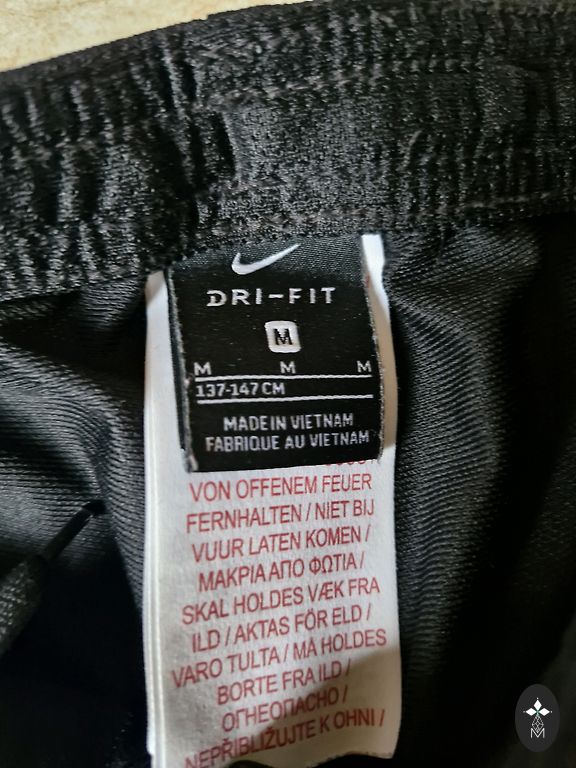 DRI-FIT
M
M M M
137-147CM
MADE IN VIETNAM
FABRIQUE AU VIETNAM
VON OFFENEM FEUER
FERNHALTEN / NIET BIJ
VUUR LATEN KOMEN /
ΜΑΚΡΙΑ ΑΠΟ ΦΩΤΙΑ /
SKAL HOLDES VÆK FRA
ILD / AKTAS FÖR ELD /
VARO TULTA / MÅ HOLDES
BORTE FRA ILD /
ОГНЕОПАСНО /
NEPŘIBLIŽUJTE K OHNI /
M